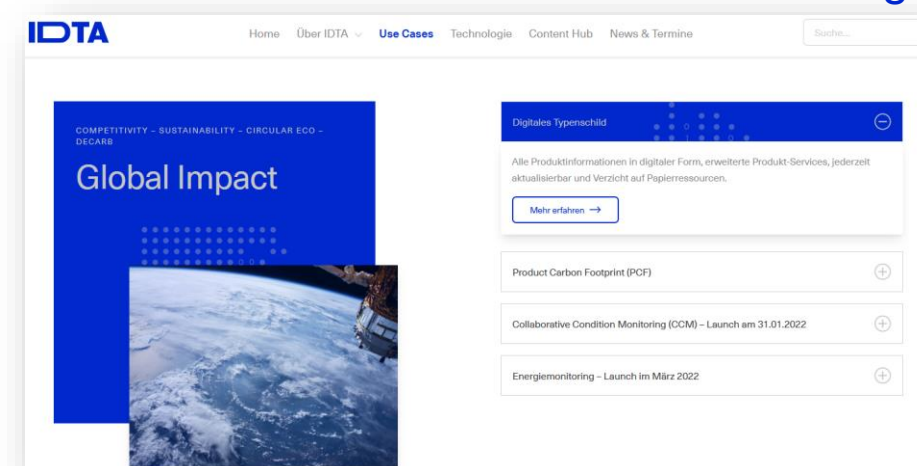 IDTA
Home Über IDTA Use Cases Technologie Content Hub News & Termine
Suche...
COMPETITIVITY – SUSTAINABILITY – CIRCULAR ECO –
DECARB
Global Impact
Digitales Typenschild
Alle Produktinformationen in digitaler Form, erweiterte Produkt-Services, jederzeit
aktualisierbar und Verzicht auf Papierressourcen.
Mehr erfahren →
Product Carbon Footprint (PCF)
Collaborative Condition Monitoring (CCM) – Launch am 31.01.2022
Energiemonitoring – Launch im März 2022